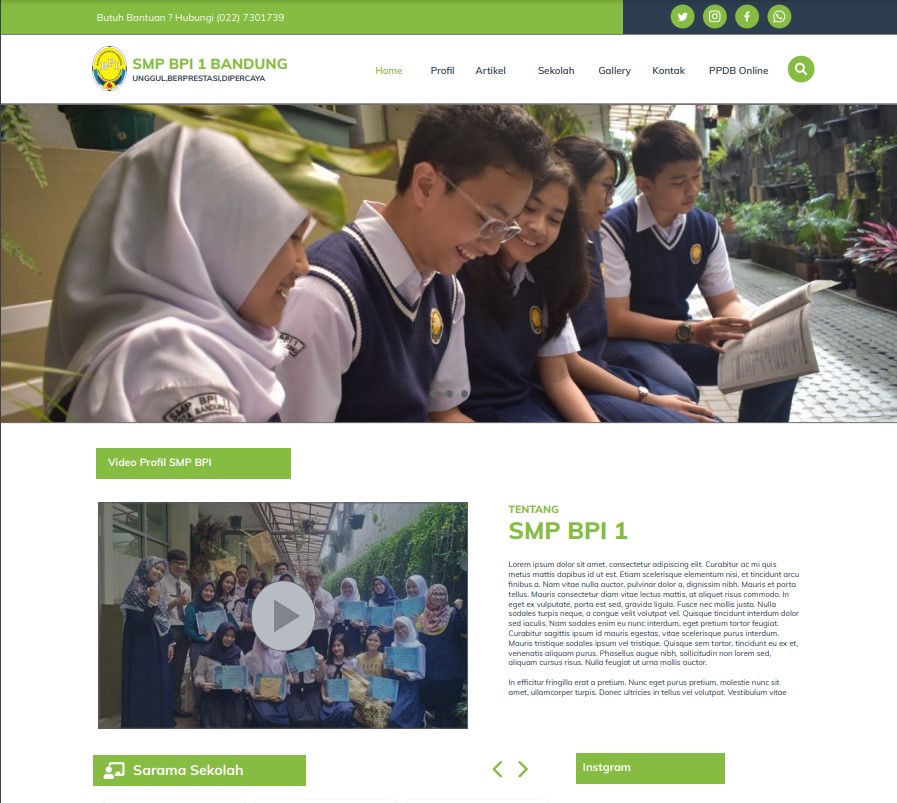 Butuh Bantuan ? Hubungi (022) 7301739
BPI
SMP BPI 1 BANDUNG
UNGGUL,BERPRESTASI,DIPERCAYA
Home Profil Artikel Sekolah Gallery Kontak PPDB Online
SMP BPI
KOTA BANDUNG
Video Profil SMP BPI
TENTANG
SMP BPI 1
Lorem ipsum dolor sit amet, consectetur adipiscing elit. Curabitur ac mi quis
metus mattis dapibus id ut est. Etiam scelerisque elementum nisi, et tincidunt arcu
finibus a. Nam vitae nulla auctor, pulvinar dolor a, dignissim nibh. Mauris et porta
tellus. Mauris consectetur diam vitae lectus mattis, at aliquet risus commodo. In
eget ex vulputate, porta est sed, gravida ligula. Fusce nec mollis justo. Nulla
sodales turpis neque, a congue velit volutpat vel. Quisque tincidunt interdum dolor
sed iaculis. Nam sodales enim eu nunc interdum, eget pretium tortor feugiat.
Curabitur sagittis ipsum id mauris egestas, vitae scelerisque purus interdum.
Mauris tristique sodales ipsum vel tristique. Quisque sem tortor, tincidunt eu ex et,
venenatis aliquam purus. Phasellus augue nibh, sollicitudin non lorem sed,
aliquam cursus risus. Nulla feugiat ut urna mollis auctor.
In efficitur fringilla erat a pretium. Nunc eget purus pretium, molestie nunc sit
amet, ullamcorper turpis. Donec ultricies in tellus vel volutpat. Vestibulum vitae
Sarama Sekolah
Instgram